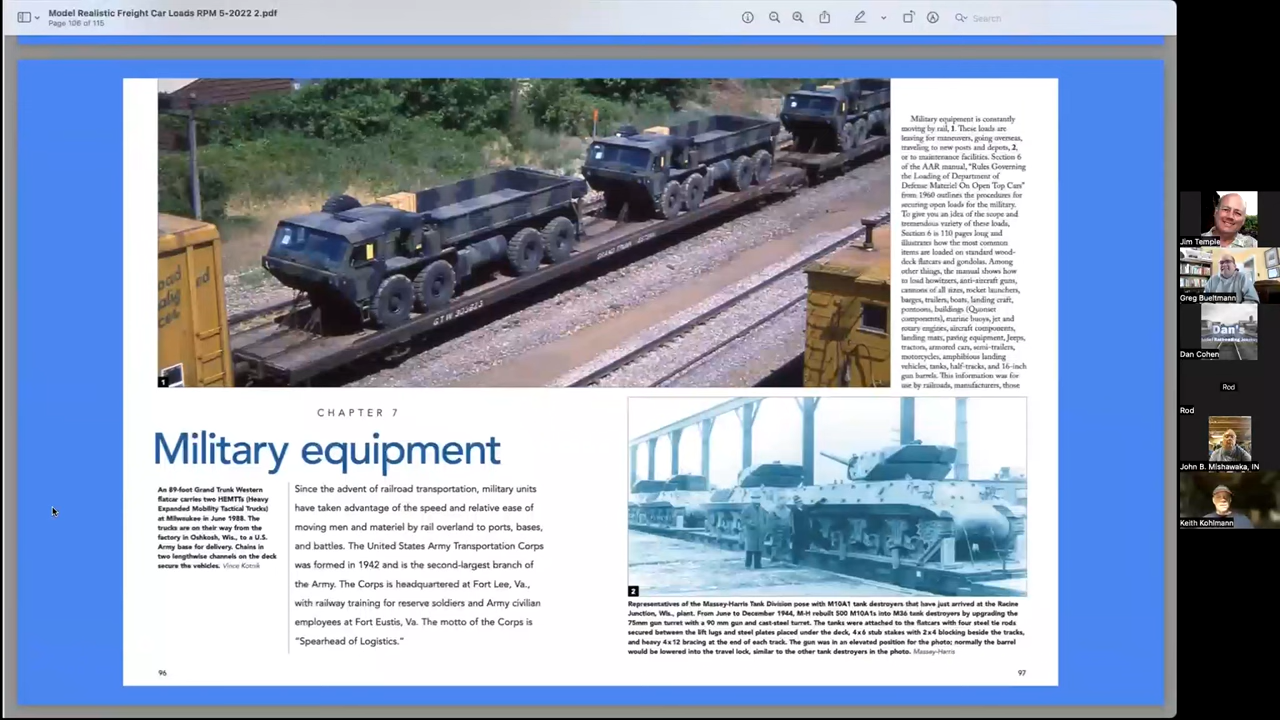 Model Realistic Freight Car Loads RPM 5-2022 2.pdf
Page 106 of 115
Search
GTW 303623
1
Military equipment is constantly
moving by rail, 1. These loads are
leaving for maneuvers, going overseas,
traveling to new posts and depots, 2,
or to maintenance facilities. Section 6
of the AAR manual, "Rules Governing
the Loading of Department of
Defense Materiel On Open Top Cars"
from 1960 outlines the procedures for
securing open loads for the military.
To give you an idea of the scope and
tremendous variety of these loads,
Section 6 is 110 pages long and
illustrates how the most common
items are loaded on standard wood-
deck flatcars and gondolas. Among
other things, the manual shows how
to load howitzers, anti-aircraft guns,
cannons of all sizes, rocket launchers,
barges, trailers, boats, landing craft,
pontoons, buildings (Quonset
components), marine buoys, jet and
rotary engines, aircraft components,
landing mats, paving equipment, Jeeps,
tractors, armored cars, semi-trailers,
motorcycles, amphibious landing
vehicles, tanks, half-tracks, and 16-inch
gun barrels. This information was for
use by railroads, manufacturers, those
CHAPTER 7
Military equipment
An 89-foot Grand Trunk Western
flatcar carries two HEMTTs (Heavy
Expanded Mobility Tactical Trucks)
at Milwaukee in June 1988. The
trucks are on their way from the
factory in Oshkosh, Wis., to a U.S.
Army base for delivery. Chains in
two lengthwise channels on the deck
secure the vehicles. Vince Kotnik
Since the advent of railroad transportation, military units
have taken advantage of the speed and relative ease of
moving men and materiel by rail overland to ports, bases,
and battles. The United States Army Transportation Corps
was formed in 1942 and is the second-largest branch of
the Army. The Corps is headquartered at Fort Lee, Va.,
with railway training for reserve soldiers and Army civilian
employees at Fort Eustis, Va. The motto of the Corps is
"Spearhead of Logistics."
2
Representatives of the Massey-Harris Tank Division pose with M10A1 tank destroyers that have just arrived at the Racine
Junction, Wis., plant. From June to December 1944, M-H rebuilt 500 M10A1s into M36 tank destroyers by upgrading the
75mm gun turret with a 90 mm gun and cast-steel turret. The tanks were attached to the flatcars with four steel tie rods
secured between the lift lugs and steel plates placed under the deck, 4x6 stub stakes with 2x4 blocking beside the tracks,
and heavy 4x12 bracing at the end of each track. The gun was in an elevated position for the photo; normally the barrel
would be lowered into the travel lock, similar to the other tank destroyers in the photo. Massey-Harris
96
97
Jim Temple
Greg Bueltmann
Dan's
Dan Cohen
Rod
Rod
John B. Mishawaka, IN
Keith Kohlmann